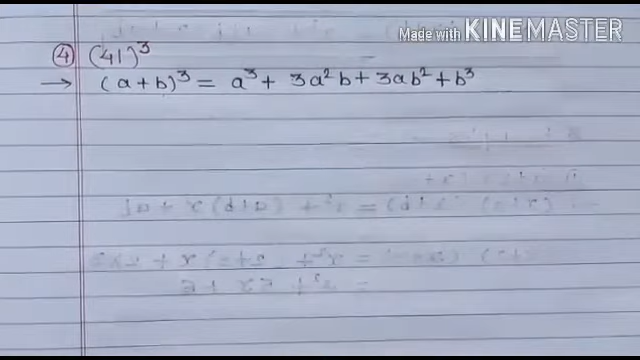 Made with KINEMASTER
④ (41)³
→ (a+b)³ = a³ + 3a²b + 3ab² + b³